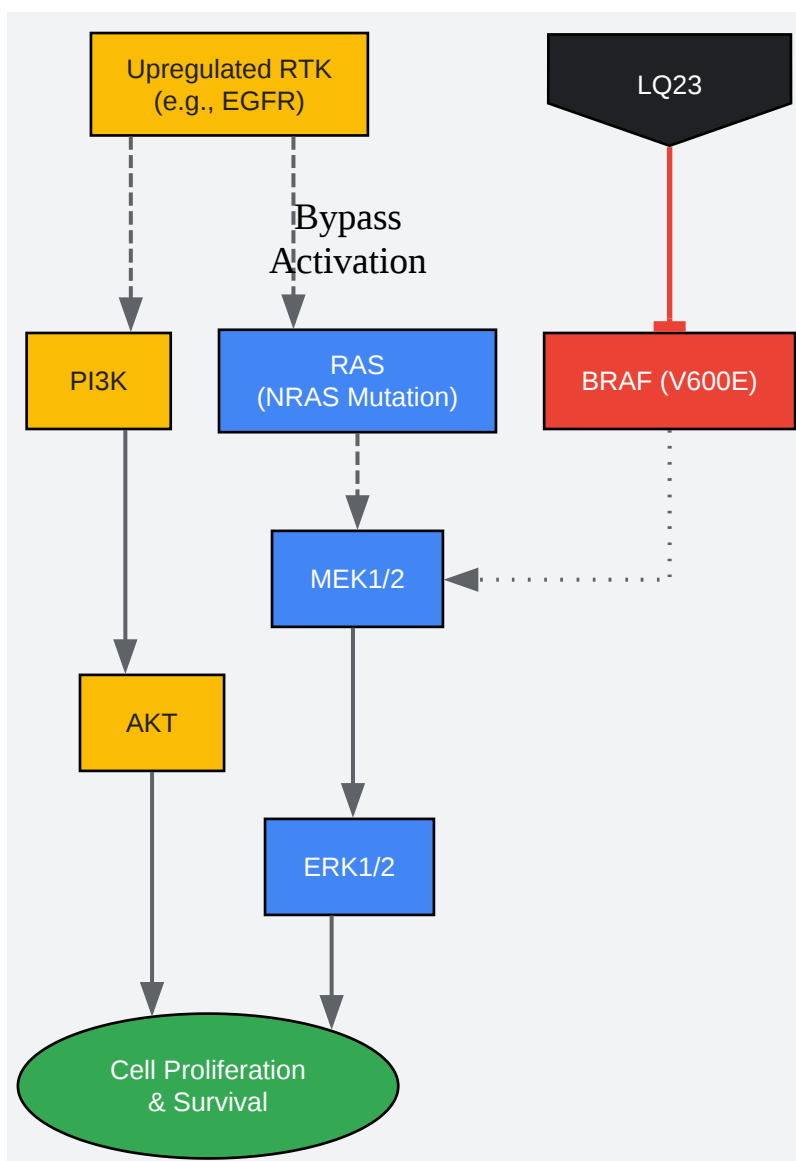 Upregulated RTK
(e.g., EGFR)
LQ23
Bypass
Activation
PI3K
RAS
(NRAS Mutation)
BRAF (V600E)
MEK1/2
AKT
ERK1/2
Cell Proliferation
& Survival